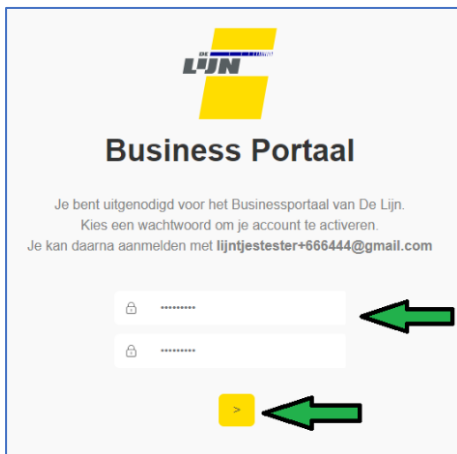 DE
LIJN
Business Portaal
Je bent uitgenodigd voor het Businessportaal van De Lijn.
Kies een wachtwoord om je account te activeren.
Je kan daarna aanmelden met lijntjestester+666444@gmail.com
•••••••••
•••••••••
>